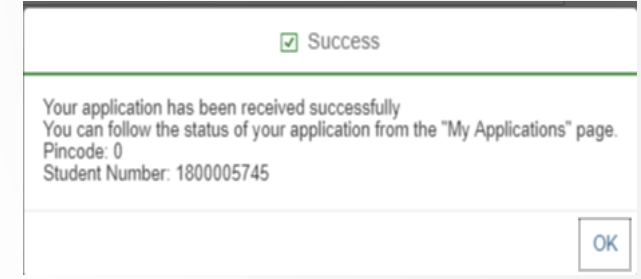 Success
Your application has been received successfully
You can follow the status of your application from the "My Applications" page.
Pincode: 0
Student Number: 1800005745
OK